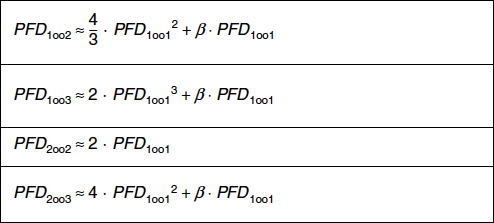 PFD₁ₒₒ₂ ≈ 4/3 · PFD₁ₒₒ₁² + β · PFD₁ₒₒ₁
PFD₁ₒₒ₃ ≈ 2 · PFD₁ₒₒ₁³ + β · PFD₁ₒₒ₁
PFD₂ₒₒ₂ ≈ 2 · PFD₁ₒₒ₁
PFD₂ₒₒ₃ ≈ 4 · PFD₁ₒₒ₁² + β · PFD₁ₒₒ₁